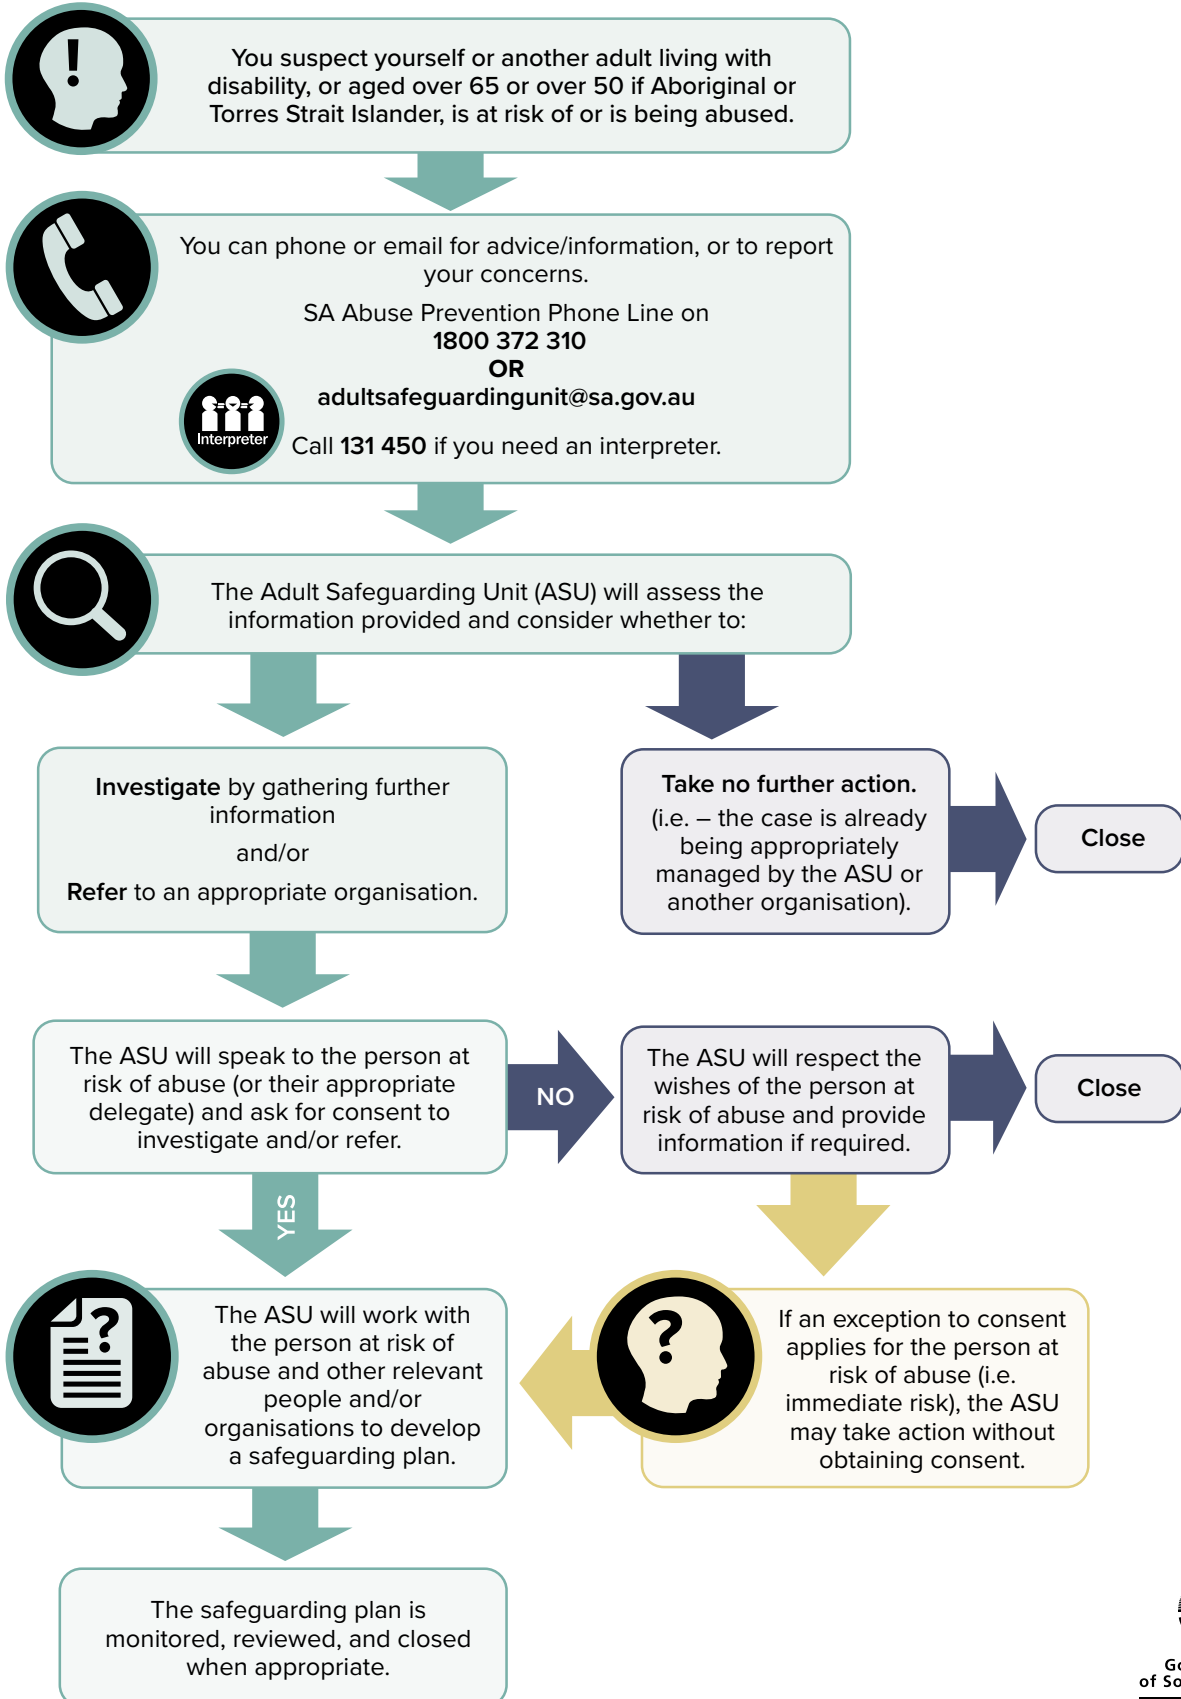 You suspect yourself or another adult living with
disability, or aged over 65 or over 50 if Aboriginal or
Torres Strait Islander, is at risk of or is being abused.
You can phone or email for advice/information, or to report
your concerns.
SA Abuse Prevention Phone Line on
1800 372 310
OR
adultsafeguardingunit@sa.gov.au
Interpreter
Call 131 450 if you need an interpreter.
The Adult Safeguarding Unit (ASU) will assess the
information provided and consider whether to:
Investigate by gathering further
information
and/or
Refer to an appropriate organisation.
Take no further action.
(i.e. – the case is already
being appropriately
managed by the ASU or
another organisation).
Close
The ASU will speak to the person at
risk of abuse (or their appropriate
delegate) and ask for consent to
investigate and/or refer.
NO
The ASU will respect the
wishes of the person at
risk of abuse and provide
information if required.
Close
YES
The ASU will work with
the person at risk of
abuse and other relevant
people and/or
organisations to develop
a safeguarding plan.
If an exception to consent
applies for the person at
risk of abuse (i.e.
immediate risk), the ASU
may take action without
obtaining consent.
The safeguarding plan is
monitored, reviewed, and closed
when appropriate.
of